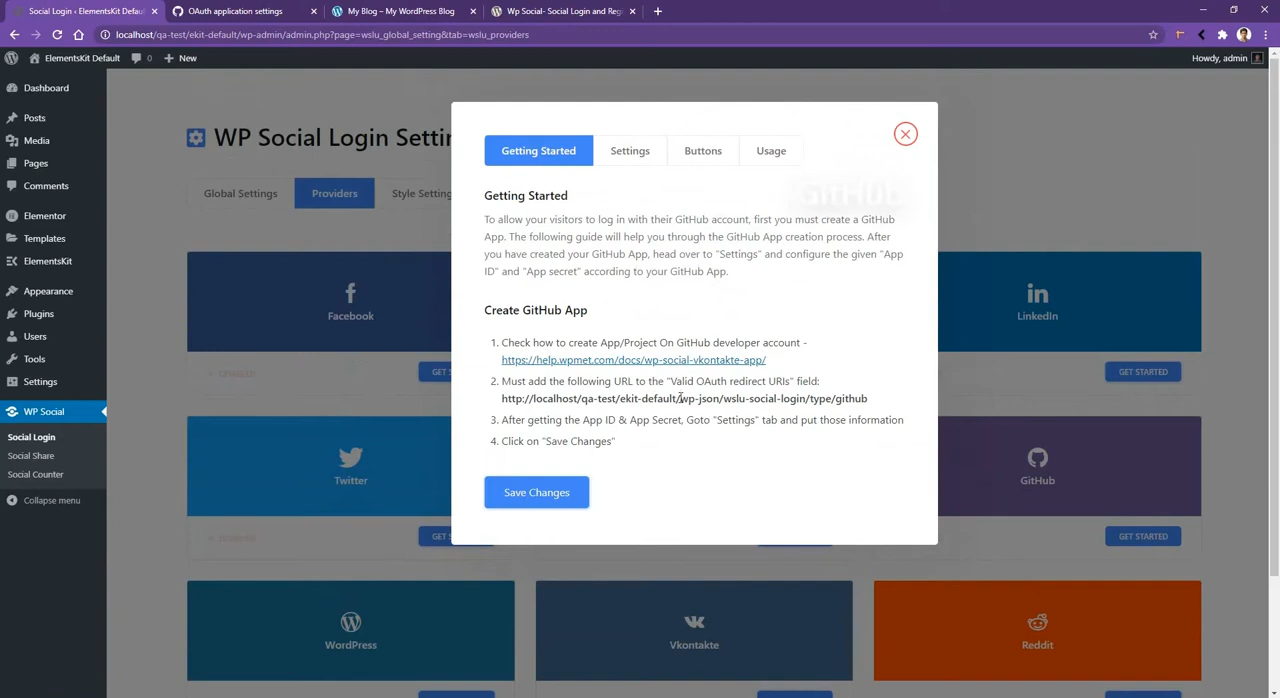 Social Login ‹ ElementsKit Defau
OAuth application settings
My Blog – My WordPress Blog
Wp Social- Social Login and Reg
localhost/qa-test/ekit-default/wp-admin/admin.php?page=wslu_global_setting&tab=wslu_providers
ElementsKit Default
0
New
Howdy, admin
Dashboard
Posts
Media
Pages
Comments
Elementor
Templates
ElementsKit
Appearance
Plugins
Users
Tools
Settings
WP Social
Social Login
Social Share
Social Counter
Collapse menu
WP Social Login Setti
Global Settings
Providers
Style Setting
Facebook
LinkedIn
GET S
GET STARTED
Twitter
GitHub
GET S
GET STARTED
WordPress
Vkontakte
Reddit
Getting Started
Settings
Buttons
Usage
GitHUB
Getting Started
To allow your visitors to log in with their GitHub account, first you must create a GitHub
App. The following guide will help you through the GitHub App creation process. After
you have created your GitHub App, head over to "Settings" and configure the given "App
ID" and "App secret" according to your GitHub App.
Create GitHub App
1. Check how to create App/Project On GitHub developer account -
https://help.wpmet.com/docs/wp-social-vkontakte-app/
2. Must add the following URL to the "Valid OAuth redirect URIs" field:
http://localhost/qa-test/ekit-default/wp-json/wslu-social-login/type/github
3. After getting the App ID & App Secret, Goto "Settings" tab and put those information
4. Click on "Save Changes"
Save Changes